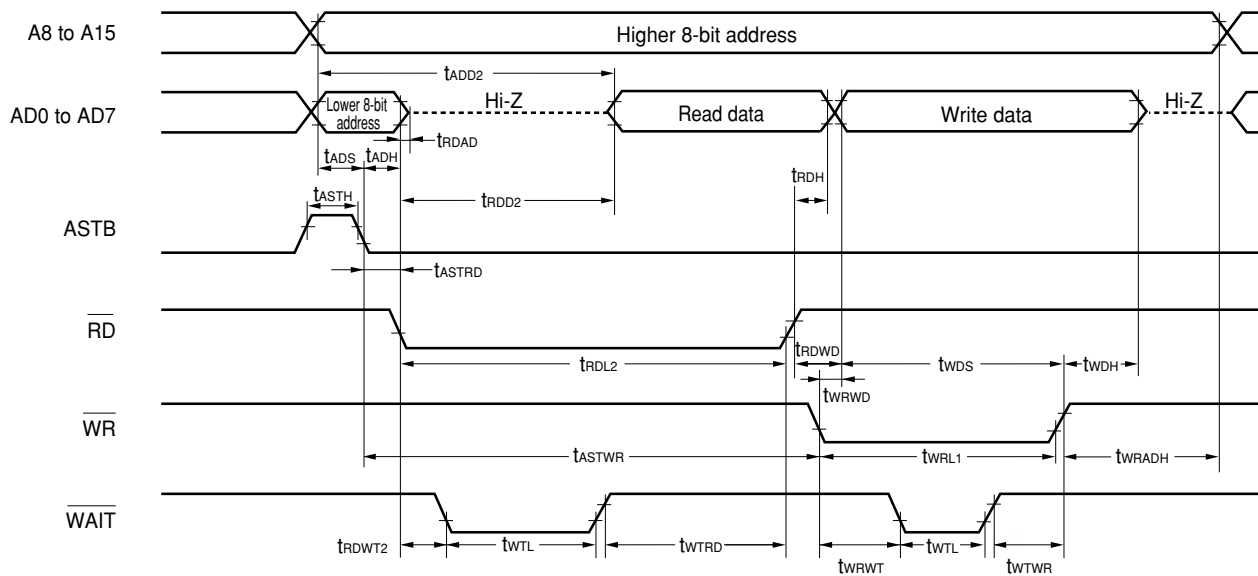 A8 to A15
Higher 8-bit address
tADD2
AD0 to AD7
Lower 8-bit
address
Hi-Z
Read data
Write data
Hi-Z
tRDAD
tADS
tADH
tRDH
tASTH
tRDD2
ASTB
tASTRD
RD
tRDL2
tRDWD
tWDS
tWDH
tWRWD
WR
tASTWR
tWRL1
tWRADH
WAIT
tRDWT2
tWTL
tWTRD
tWRWT
tWTL
tWTWR